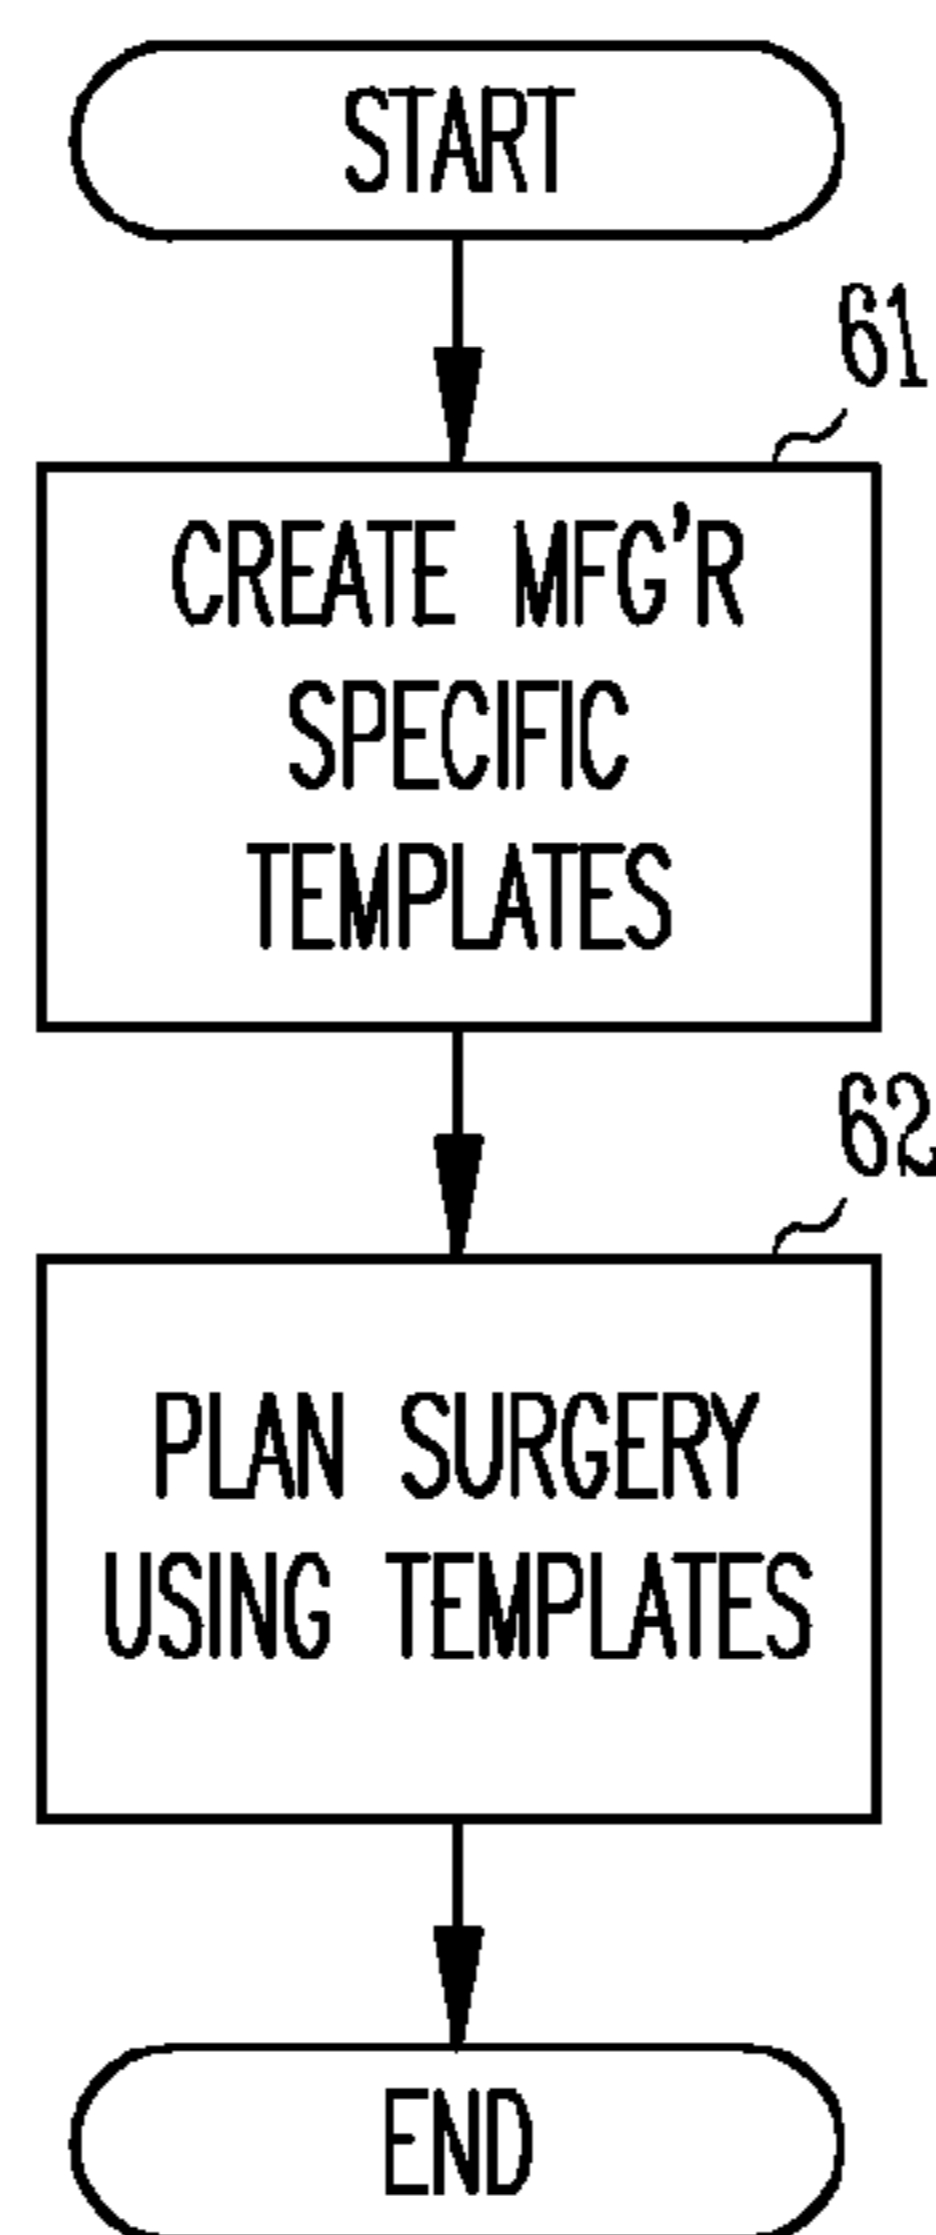 START
61
CREATE MFG'R
SPECIFIC
TEMPLATES
62
PLAN SURGERY
USING TEMPLATES
END